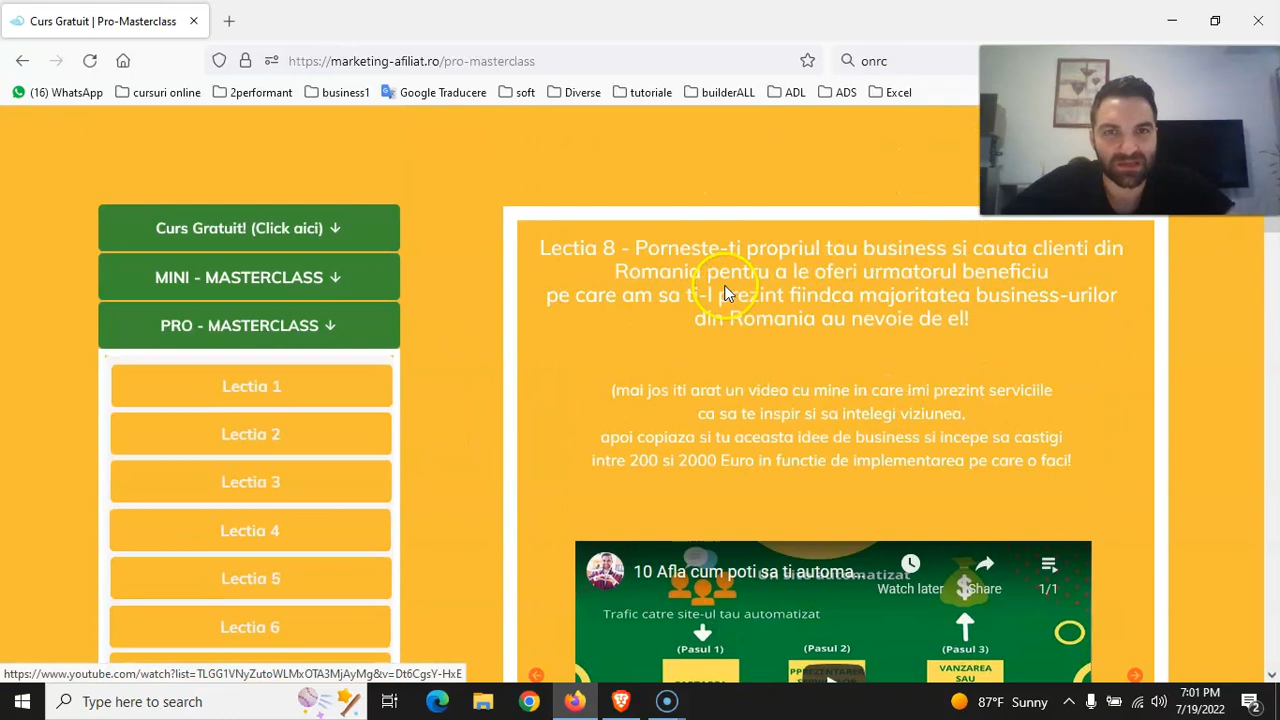 Curs Gratuit | Pro-Masterclass
https://marketing-afiliat.ro/pro-masterclass
onrc
(16) WhatsApp
cursuri online
2performant
business1
Google Traducere
soft
Diverse
tutoriale
builderALL
ADL
ADS
Excel
Curs Gratuit! (Click aici) ↓
MINI - MASTERCLASS ↓
PRO - MASTERCLASS ↓
Lectia 1
Lectia 2
Lectia 3
Lectia 4
Lectia 5
Lectia 6
Lectia 8 - Porneste-ti propriul tau business si cauta clienti din
Romania pentru a le oferi urmatorul beneficiu
pe care am sa ti-l prezint fiindca majoritatea business-urilor
din Romania au nevoie de el!
(mai jos iti arat un video cu mine in care imi prezint serviciile
ca sa te inspir si sa intelegi viziunea,
apoi copiaza si tu aceasta idee de business si incepe sa castigi
intre 200 si 2000 Euro in functie de implementarea pe care o faci!
10 Afla cum poti sa ti automa...
Un site automatizat
Watch later
Share
1/1
Trafic catre site-ul tau automatizat
(Pasul 1)
(Pasul 2)
(Pasul 3)
VANZAREA
SAU
https://www.youtube.com/watch?list=TLGG1VNyZutoWLMxOTA3MjAyMg&v=Dt6CgsY-HxE
Type here to search
87°F Sunny
7:01 PM
7/19/2022
2